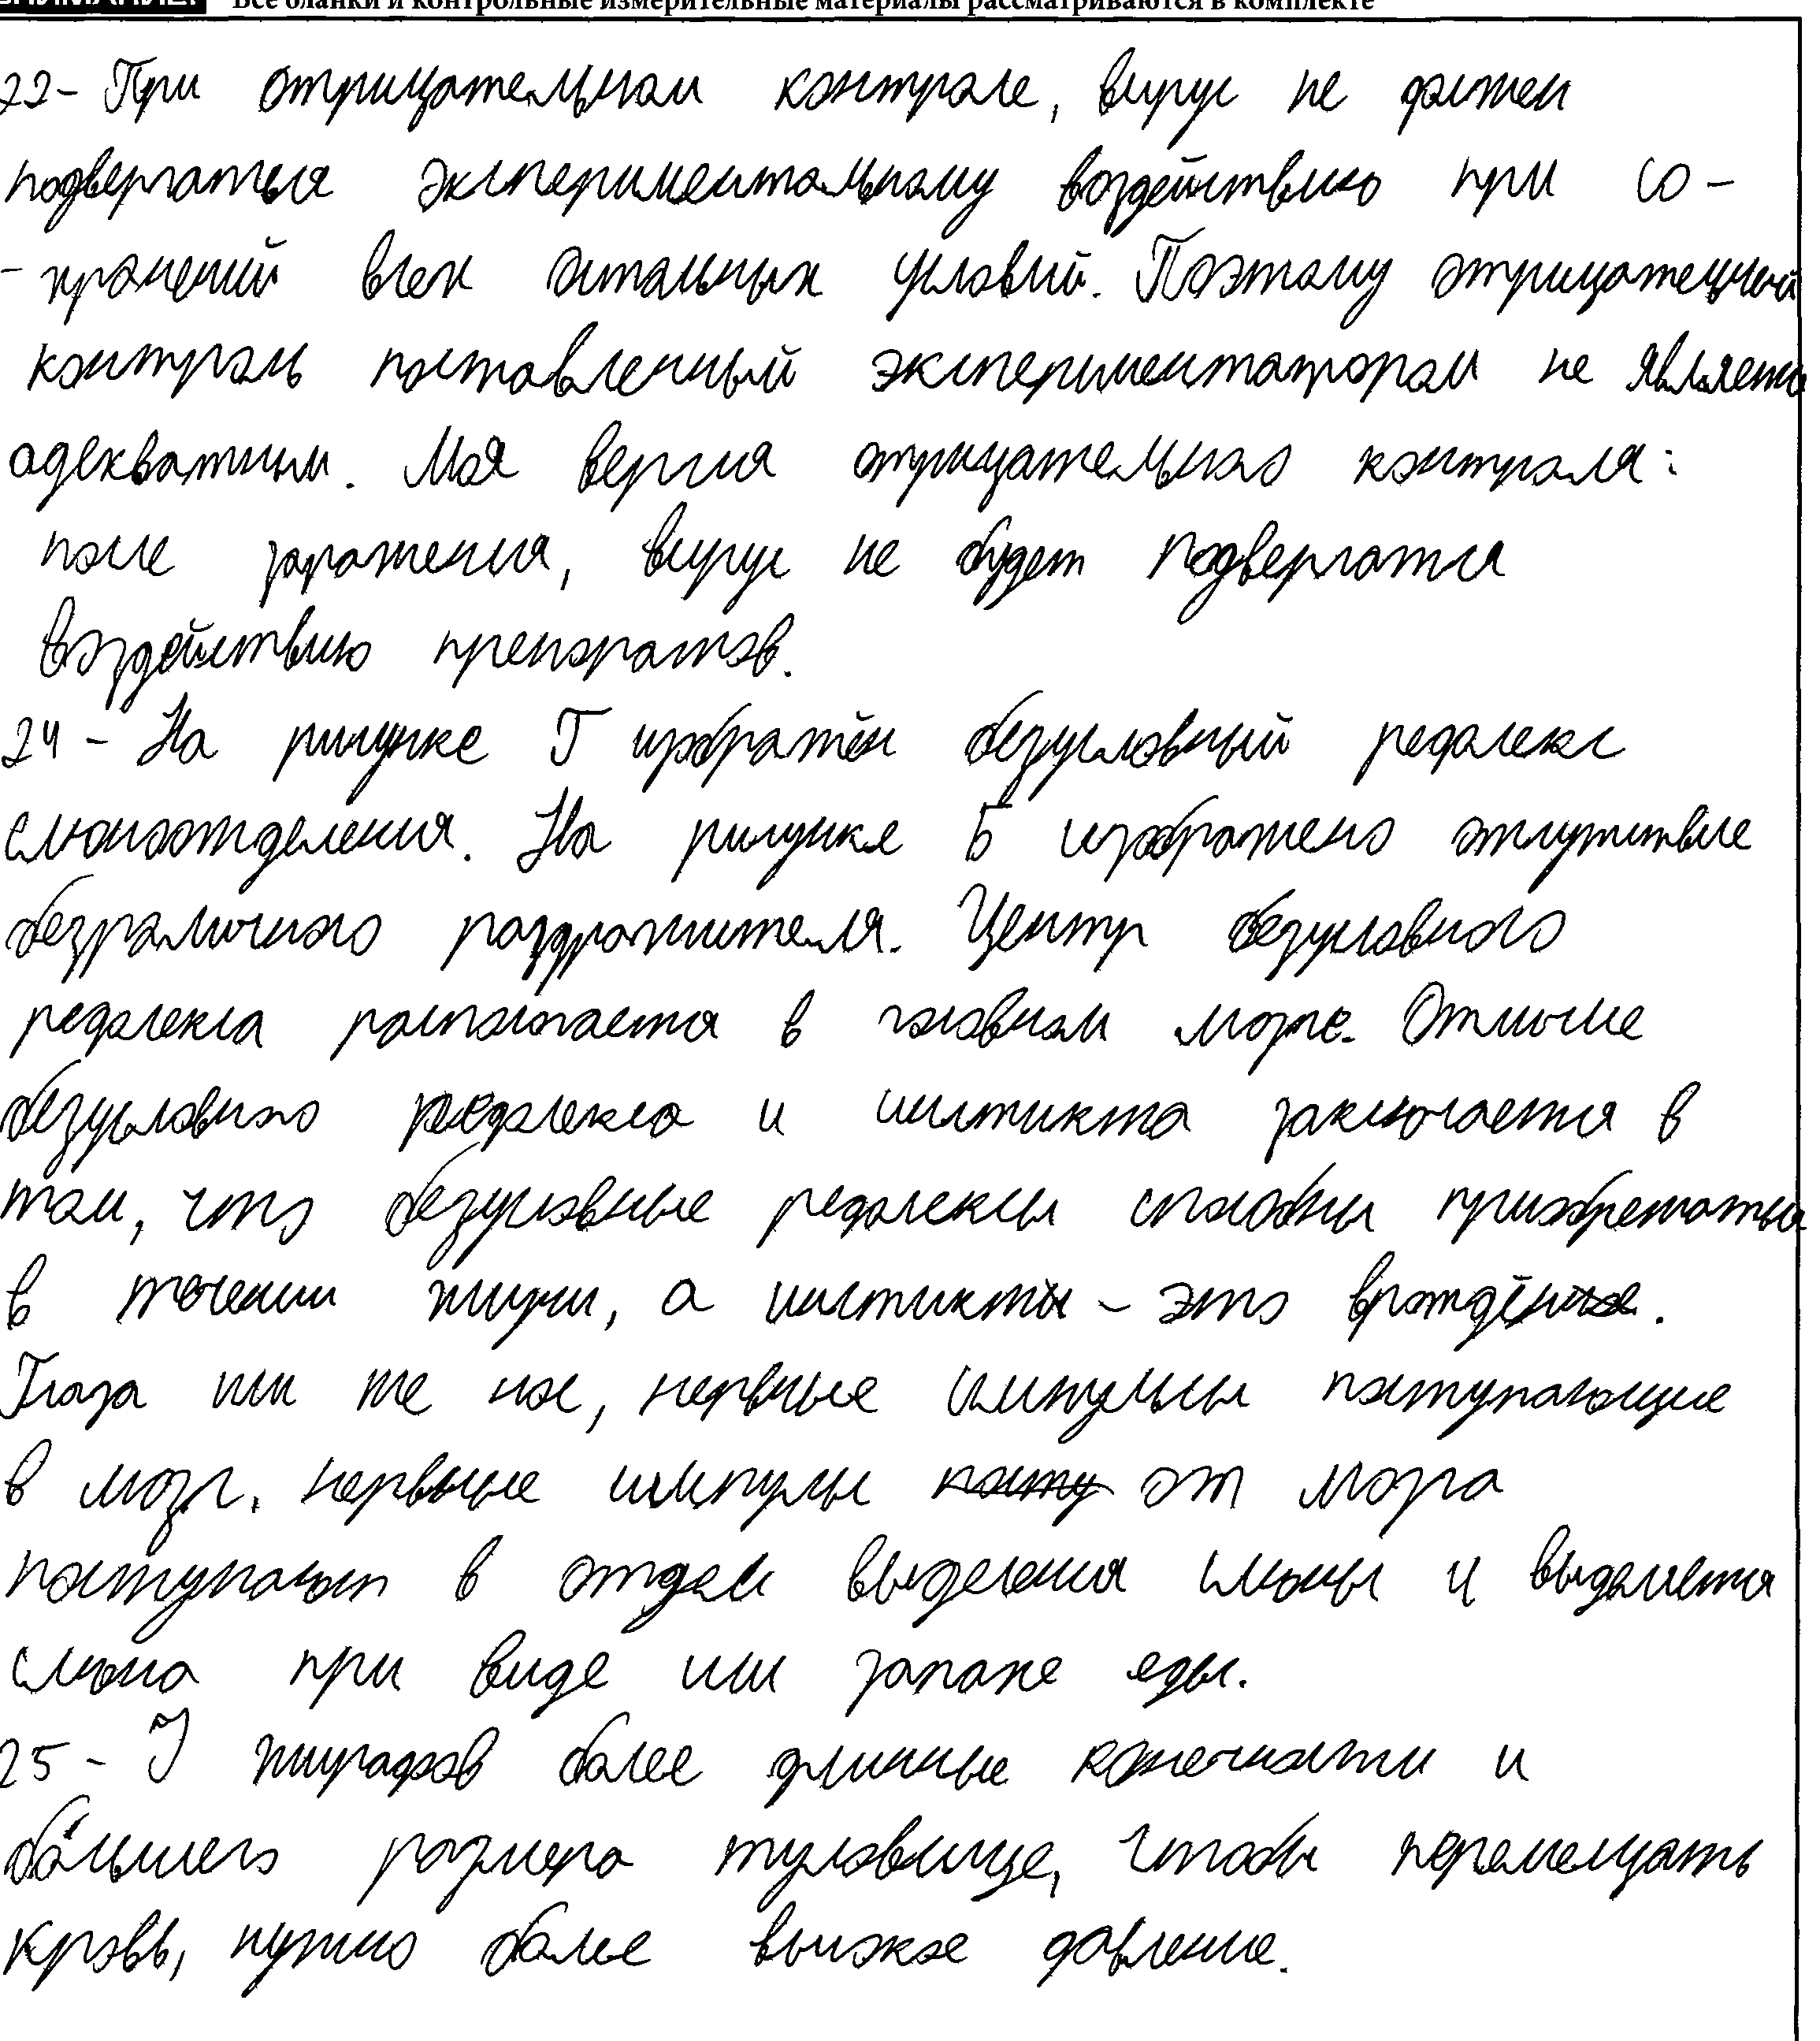 Все бланки и контрольные измерительные материалы рассматриваются в комплекте
22- При отрицательном контроле, вирус не должен
подвергаться экспериментальному воздействию при со-
-хранений всех остальных условий. Поэтому отрицательный
контроль поставленный экспериментатором не является
адекватным. Моя версия отрицательного контроля:
после заражения, вирус не будет подвергаться
воздействию препаратов.
24 - На рисунке Г изображён безусловный рефлекс
слюноотделения. На рисунке Б изображено отсутствие
безразличного раздражителя. Центр безусловного
рефлекса располагается в головном мозге. Отличие
безусловного рефлекса и инстинкта заключается в
том, что безусловные рефлексы способны приобретаться
в течении жизни, а инстинкты - это врождённое.
Глаза или же нос, нервные импульсы поступающие
в мозг. нервные импульсы посту от мозга
поступают в отдел выделения слюны и выделяется
слюна при виде или запахе еды.
25 - У жирафов более длинные конечности и
большего размера туловище, чтобы перемещать
кровь, нужно более высокое давление.